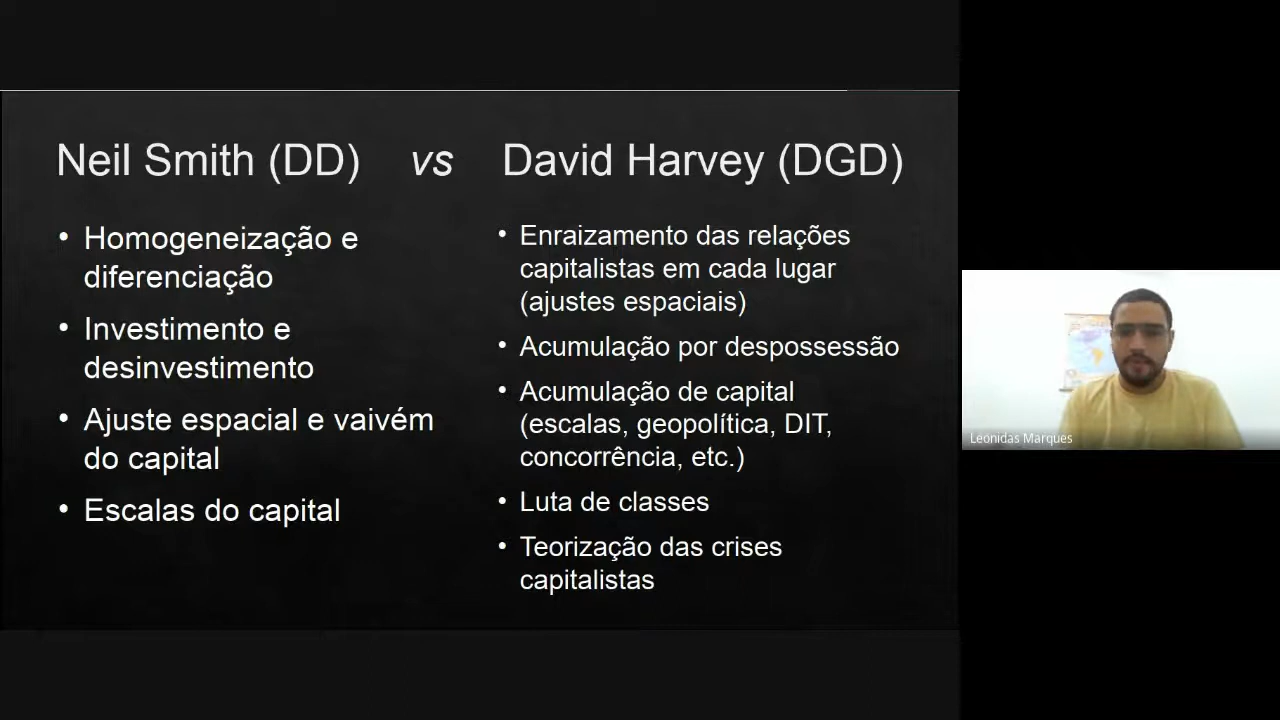 Neil Smith (DD) vs David Harvey (DGD)
• Homogeneização e
diferenciação
• Investimento e
desinvestimento
• Ajuste espacial e vaivém
do capital
• Escalas do capital
• Enraizamento das relações
capitalistas em cada lugar
(ajustes espaciais)
• Acumulação por despossessão
• Acumulação de capital
(escalas, geopolítica, DIT,
concorrência, etc.)
• Luta de classes
• Teorização das crises
capitalistas
Leonidas Marques